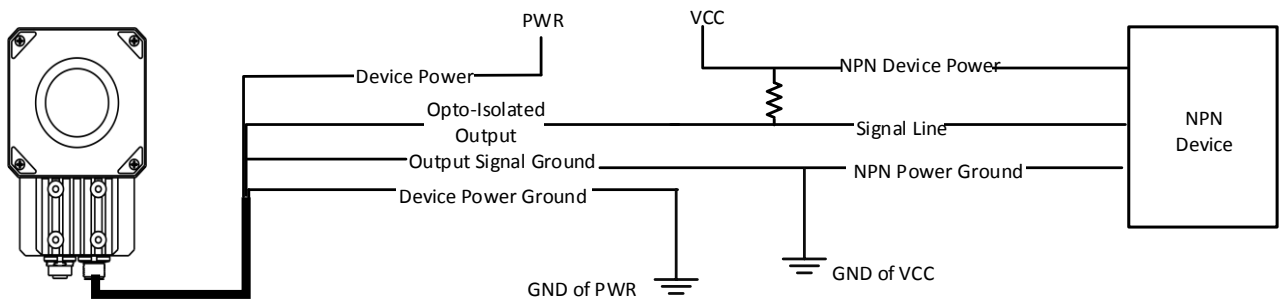 PWR
VCC
Device Power
NPN Device Power
Opto-Isolated
Output
Signal Line
NPN
Device
Output Signal Ground
NPN Power Ground
Device Power Ground
GND of PWR
GND of VCC